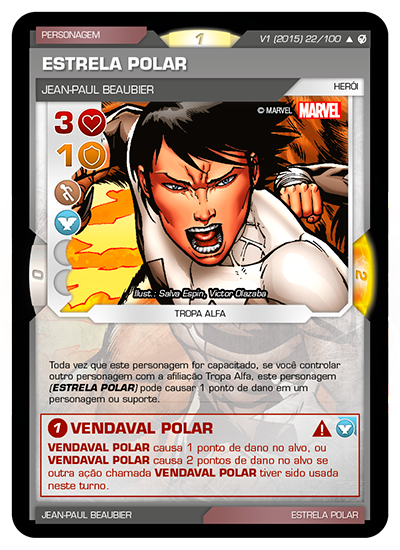 PERSONAGEM
1
V1 (2015) 22/100
ESTRELA POLAR
JEAN-PAUL BEAUBIER
HERÓI
© MARVEL MARVEL
3
1
0
2
Ilust.: Salva Espin, Victor Olazaba
TROPA ALFA
Toda vez que este personagem for capacitado, se você controlar
outro personagem com a afiliação Tropa Alfa, este personagem
(ESTRELA POLAR) pode causar 1 ponto de dano em um
personagem ou suporte.
1 VENDAVAL POLAR
VENDAVAL POLAR causa 1 ponto de dano no alvo, ou
VENDAVAL POLAR causa 2 pontos de dano no alvo se
outra ação chamada VENDAVAL POLAR tiver sido usada
neste turno.
JEAN-PAUL BEAUBIER
ESTRELA POLAR